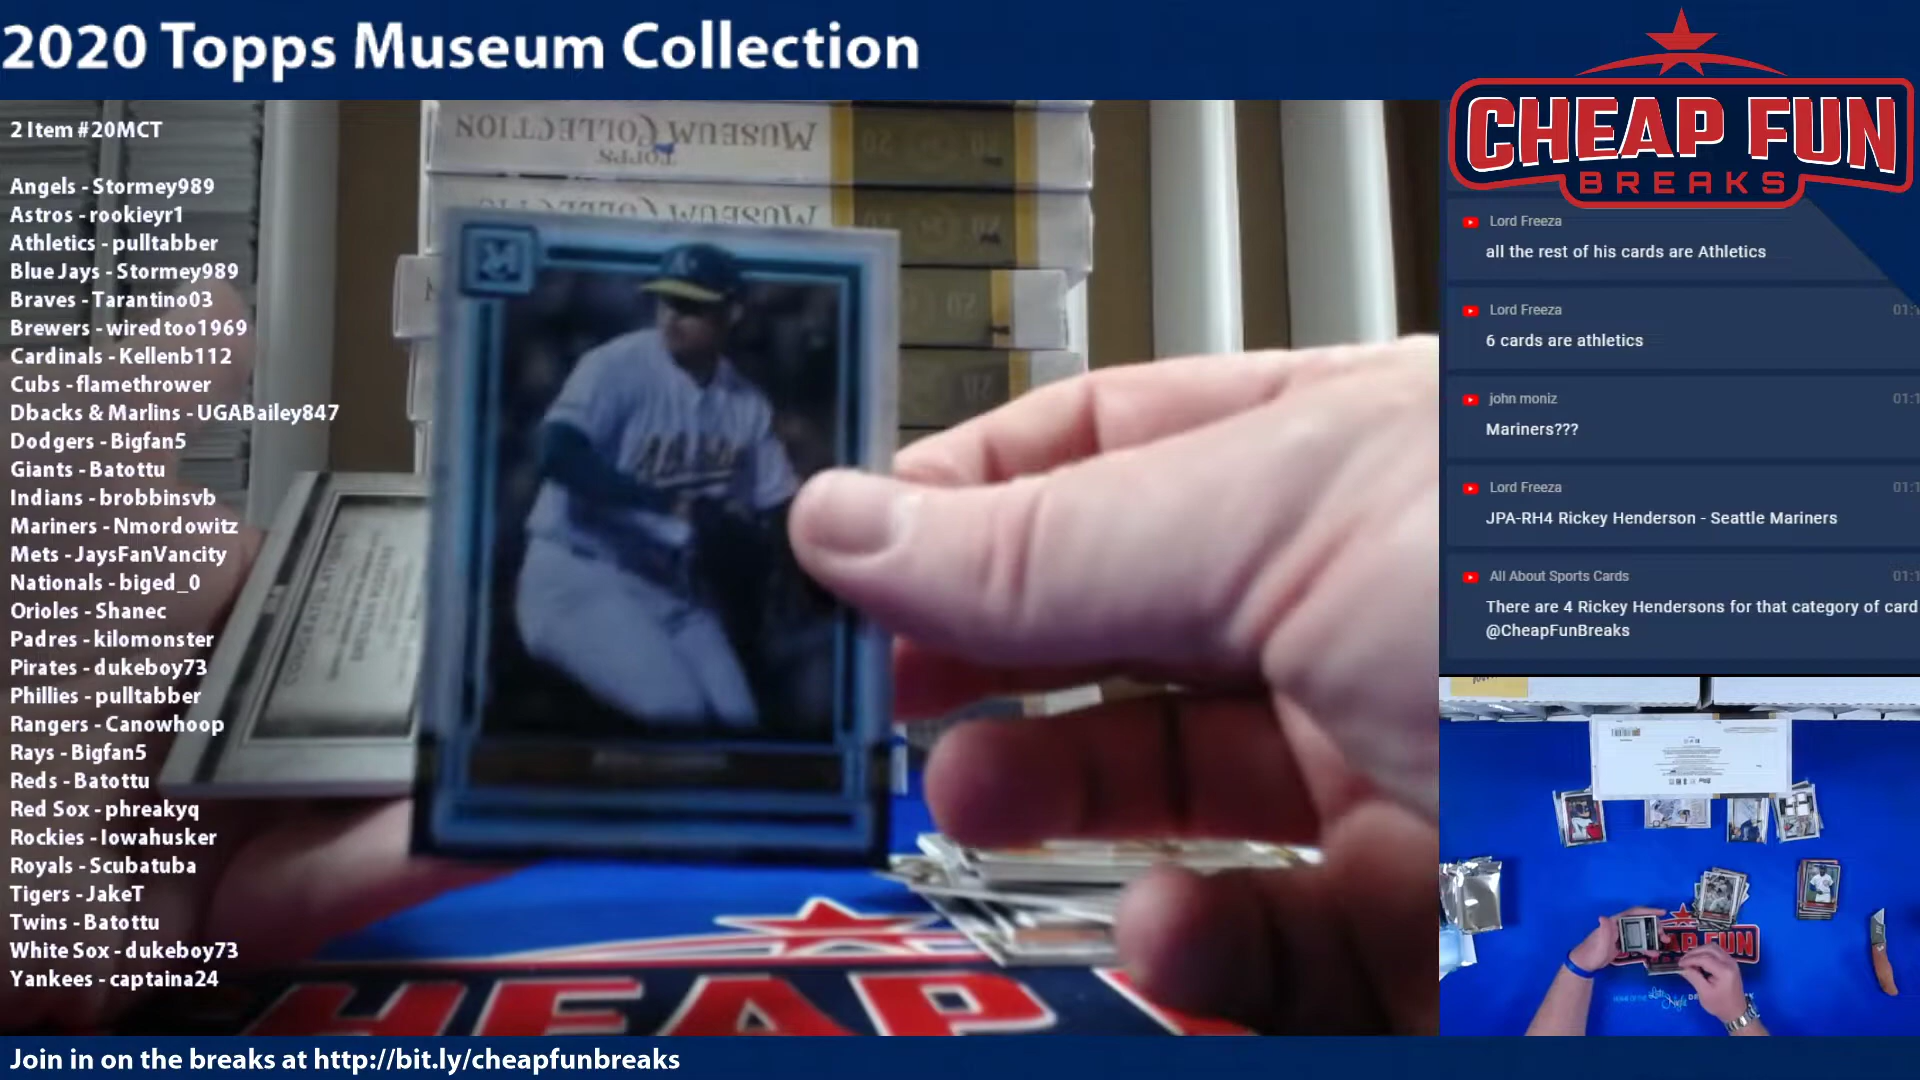 2020 Topps Museum Collection
2 Item #20MCT
Angels - Stormey989
Astros - rookieyr1
Athletics - pulltabber
Blue Jays - Stormey989
Braves - Tarantino03
Brewers - wiredtoo1969
Cardinals - Kellenb112
Cubs - flamethrower
Dbacks & Marlins - UGABailey847
Dodgers - Bigfan5
Giants - Batottu
Indians - brobbinsvb
Mariners - Nmordowitz
Mets - JaysFanVancity
Nationals - biged_0
Orioles - Shanec
Padres - kilomonster
Pirates - dukeboy73
Phillies - pulltabber
Rangers - Canowhoop
Rays - Bigfan5
Reds - Batottu
Red Sox - phreakyq
Rockies - Iowahusker
Royals - Scubatuba
Tigers - JakeT
Twins - Batottu
White Sox - dukeboy73
Yankees - captaina24
TOPPS
MUSEUM COLLECTION
MUSEUM
CONGRATULATIONS
CHEAP
CHEAP FUN
BREAKS
Lord Freeza
all the rest of his cards are Athletics
Lord Freeza
6 cards are athletics
john moniz
Mariners???
Lord Freeza
JPA-RH4 Rickey Henderson - Seattle Mariners
All About Sports Cards
There are 4 Rickey Hendersons for that category of card
@CheapFunBreaks
Join in on the breaks at http://bit.ly/cheapfunbreaks